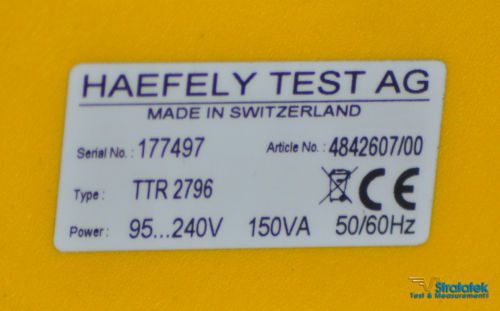 HAEFELY TEST AG
MADE IN SWITZERLAND
Serial No.: 177497 Article No.: 4842607/00
Type: TTR 2796 CE
Power: 95...240V 150VA 50/60Hz
Stratatek
Test & Measurement